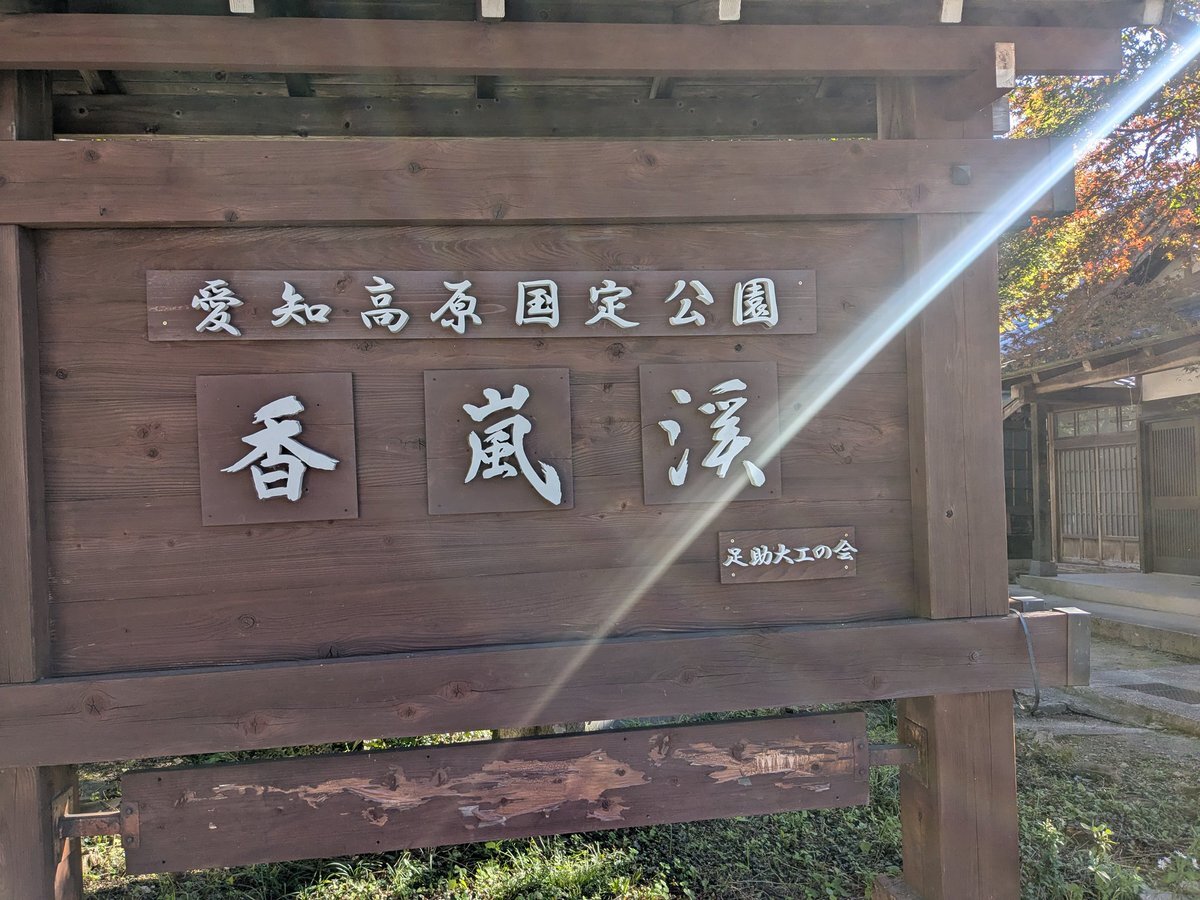 愛知高原国定公園
香嵐渓
足助大工の会